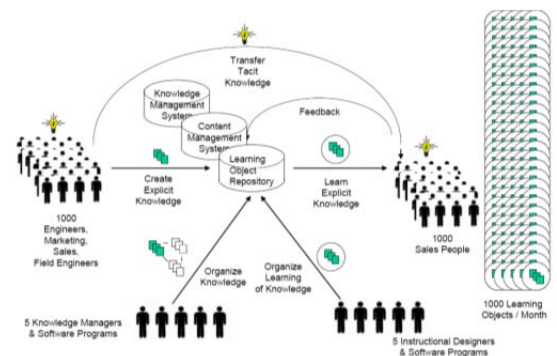 Transfer
Tacit
Knowledge
Knowledge
Management
System
Content
Management
System
Feedback
Learning
Object
Repository
Create
Explicit
Knowledge
Learn
Explicit
Knowledge
1000
Engineers,
Marketing,
Sales,
Field Engineers
1000
Sales People
Organize
Knowledge
Organize
Learning
of Knowledge
1000 Learning
Objects / Month
5 Knowledge Managers
& Software Programs
5 Instructional Designers
& Software Programs